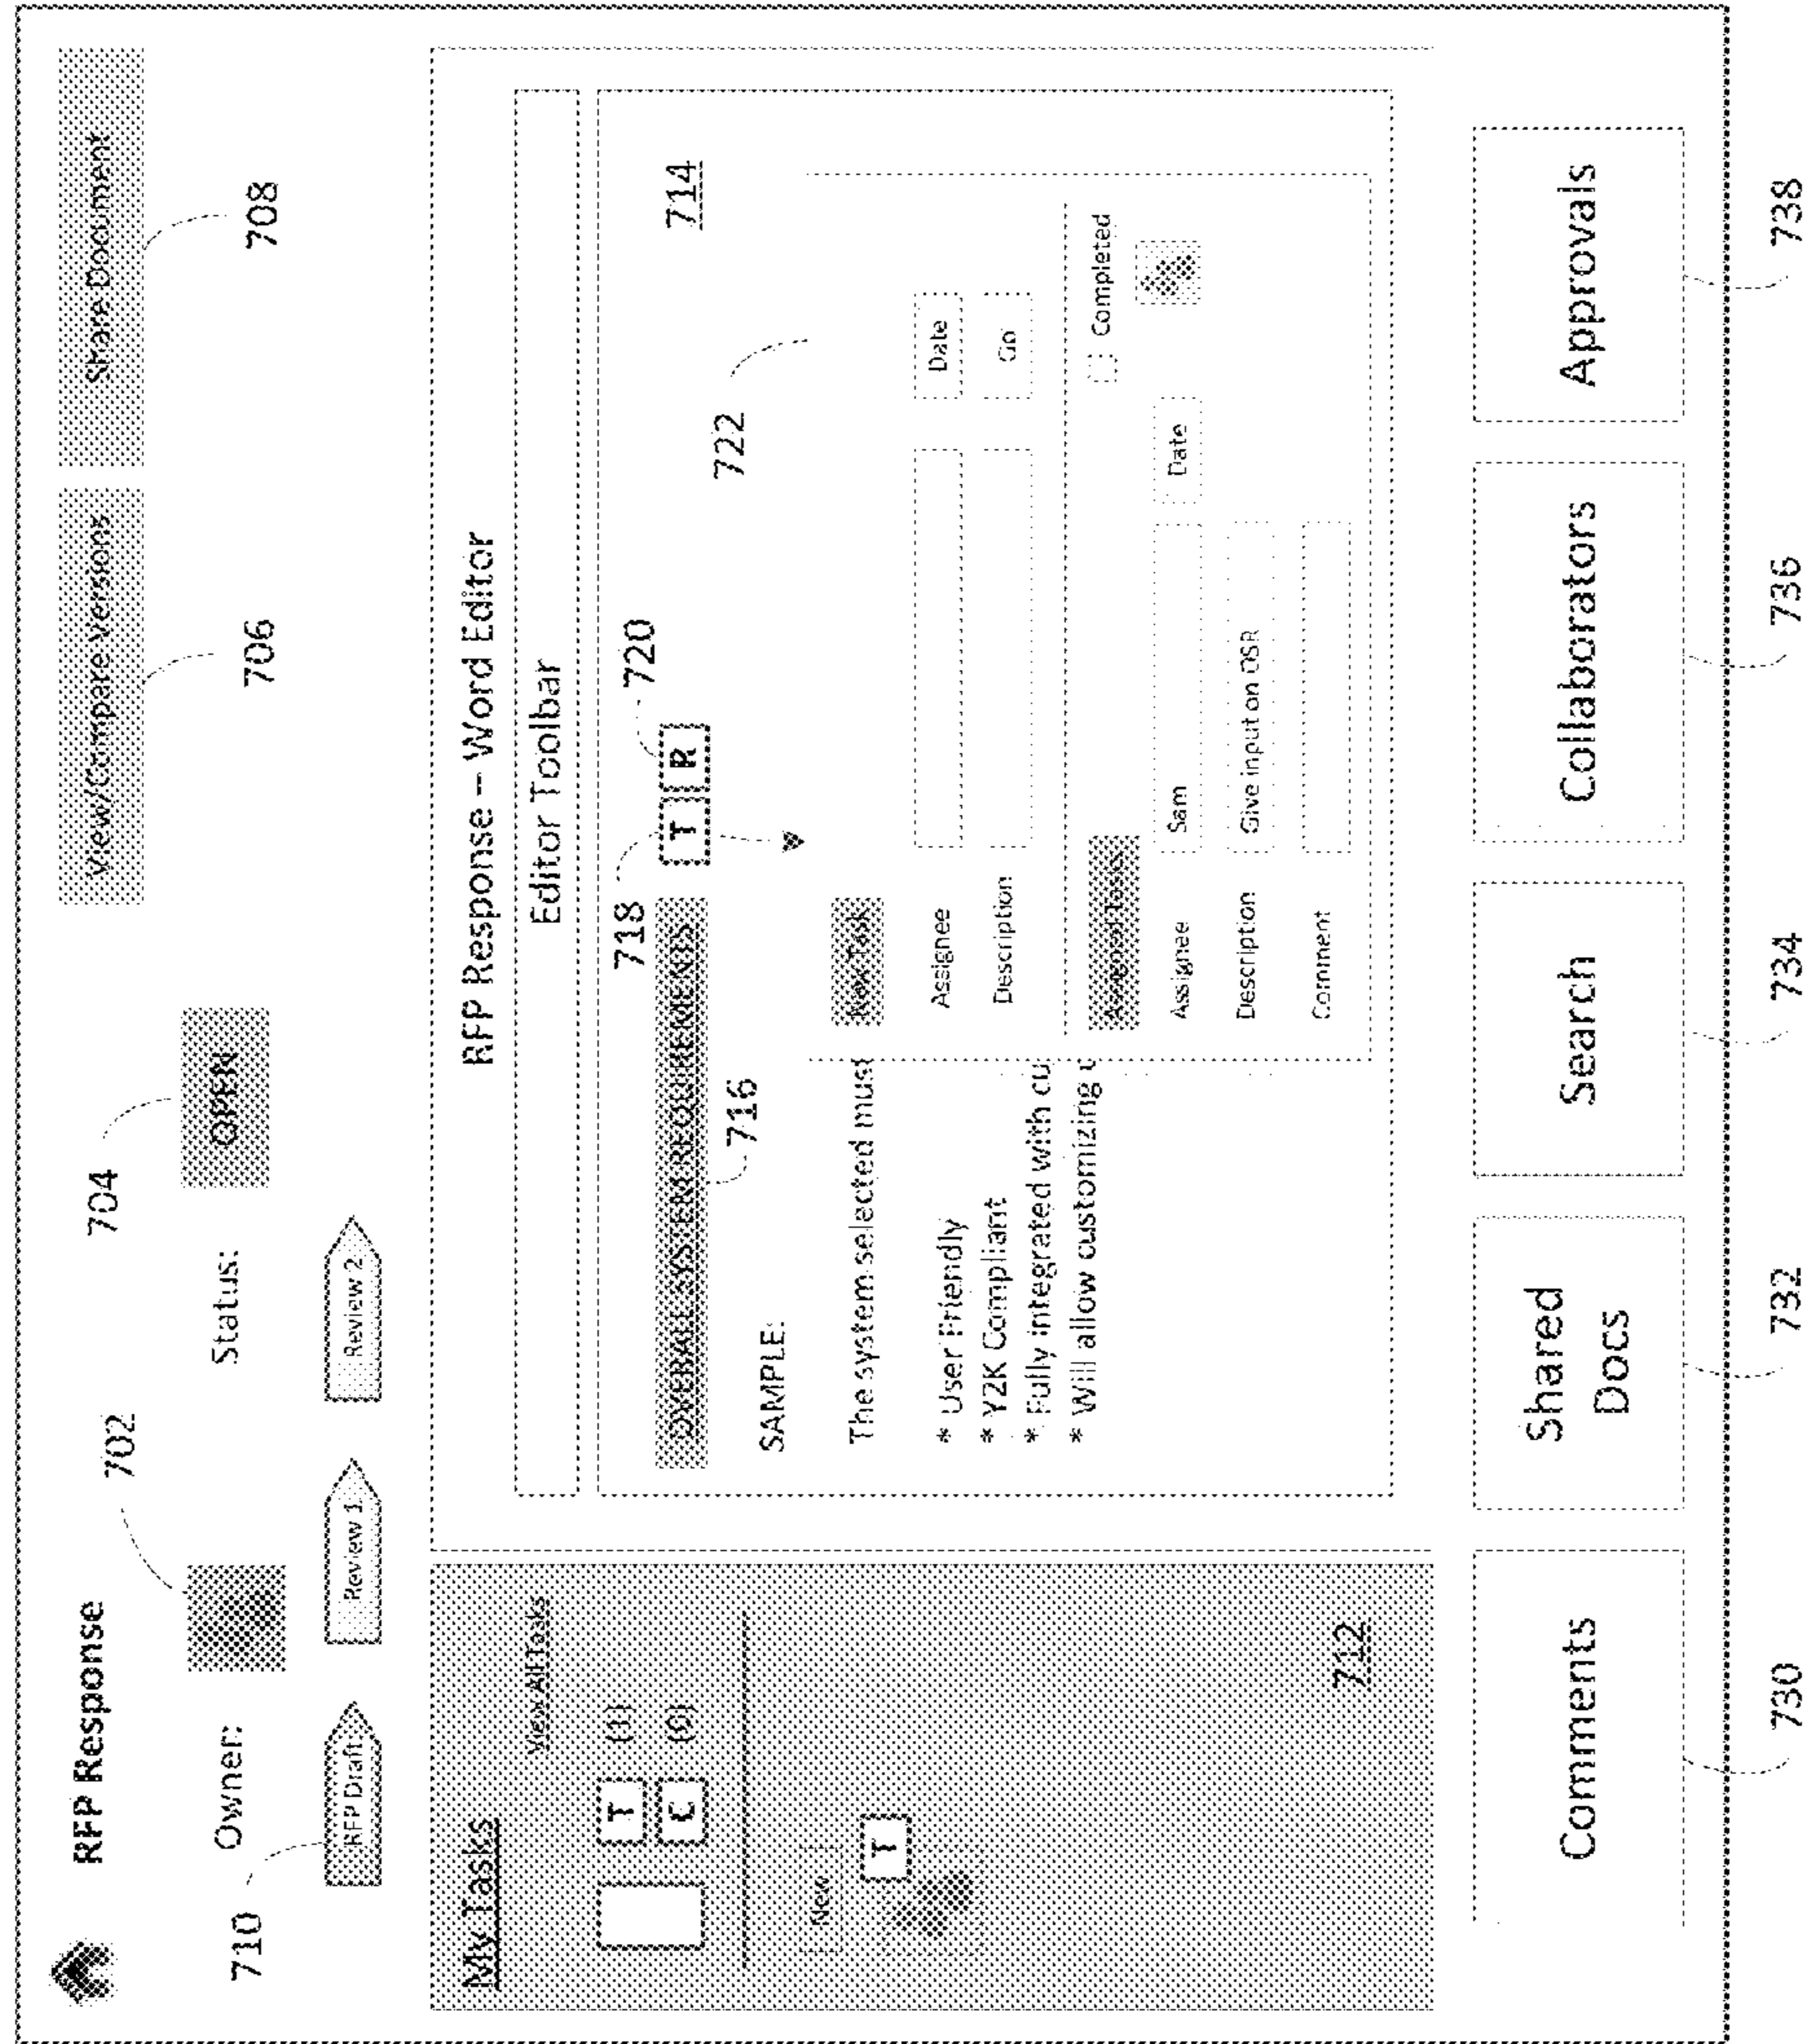 RFP Response
View/Compare Versions
Share Document
702
704
706
708
Owner:
Status:
OPEN
710
RFP Draft
Review 1
Review 2
My Tasks
View All Tasks
T (1)
C (0)
New
T
712
RFP Response – Word Editor
Editor Toolbar
718
720
OVERALL SYSTEM REQUIREMENTS
T
R
716
722
714
SAMPLE:
The system selected must
* User Friendly
* Y2K Compliant
* Fully integrated with cu
* Will allow customizing u
New Task
Assignee
Date
Description
Go
Assigned Tasks
Completed
Assignee
Sam
Date
Description
Give input on OSR
Comment
Comments
Shared
Docs
Search
Collaborators
Approvals
730
732
734
736
738